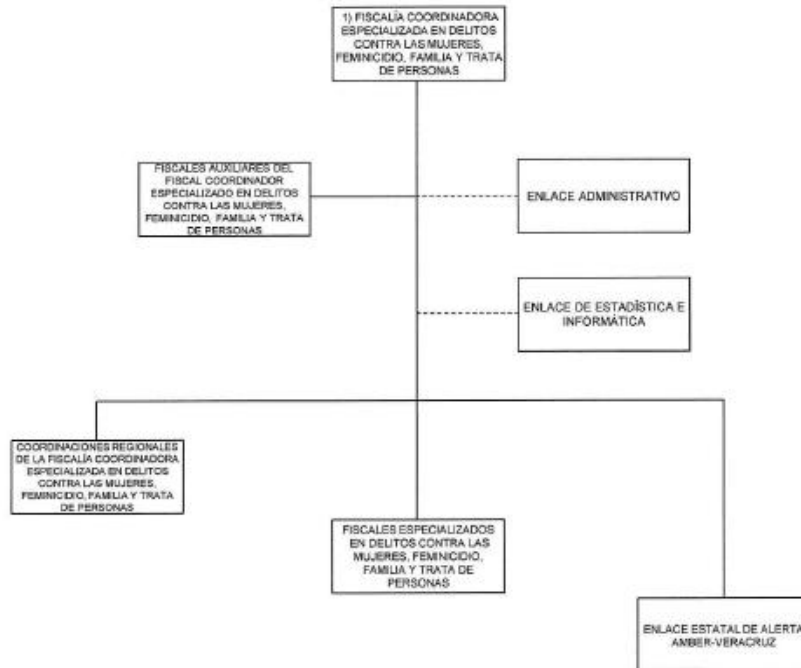 1) FISCALÍA COORDINADORA
ESPECIALIZADA EN DELITOS
CONTRA LAS MUJERES,
FEMINICIDIO, FAMILIA Y TRATA
DE PERSONAS
FISCALES AUXILIARES DEL
FISCAL COORDINADOR
ESPECIALIZADO EN DELITOS
CONTRA LAS MUJERES,
FEMINICIDIO, FAMILIA Y TRATA
DE PERSONAS
ENLACE ADMINISTRATIVO
ENLACE DE ESTADÍSTICA E
INFORMÁTICA
COORDINACIONES REGIONALES
DE LA FISCALÍA COORDINADORA
ESPECIALIZADA EN DELITOS
CONTRA LAS MUJERES,
FEMINICIDIO, FAMILIA Y TRATA
DE PERSONAS
FISCALES ESPECIALIZADOS
EN DELITOS CONTRA LAS
MUJERES, FEMINICIDIO,
FAMILIA Y TRATA DE
PERSONAS
ENLACE ESTATAL DE ALERTA
AMBER-VERACRUZ